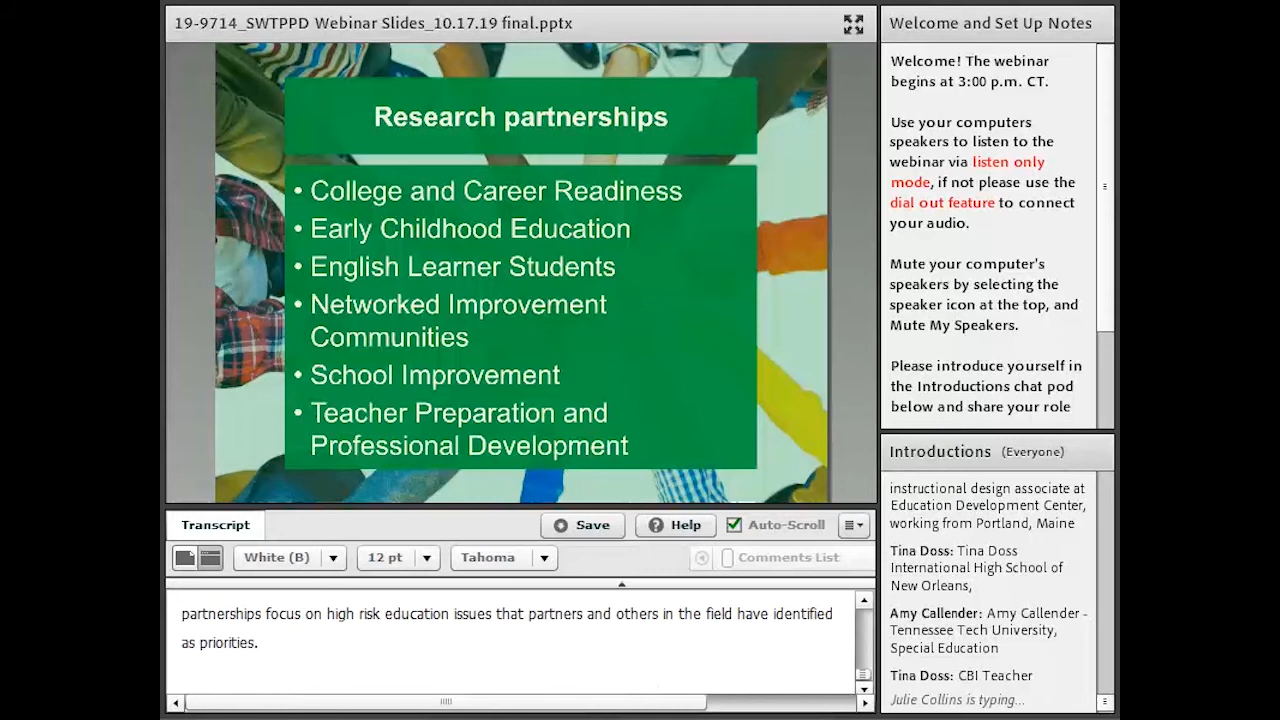 19-9714_SWTPPD Webinar Slides_10.17.19 final.pptx
Research partnerships
• College and Career Readiness
• Early Childhood Education
• English Learner Students
• Networked Improvement
Communities
• School Improvement
• Teacher Preparation and
Professional Development
Transcript
Save
Help
Auto-Scroll
White (B)
12 pt
Tahoma
Comments List
partnerships focus on high risk education issues that partners and others in the field have identified
as priorities.
Welcome and Set Up Notes
Welcome! The webinar
begins at 3:00 p.m. CT.
Use your computers
speakers to listen to the
webinar via listen only
mode, if not please use the
dial out feature to connect
your audio.
Mute your computer's
speakers by selecting the
speaker icon at the top, and
Mute My Speakers.
Please introduce yourself in
the Introductions chat pod
below and share your role
Introductions (Everyone)
instructional design associate at
Education Development Center,
working from Portland, Maine
Tina Doss: Tina Doss
International High School of
New Orleans,
Amy Callender: Amy Callender -
Tennessee Tech University,
Special Education
Tina Doss: CBI Teacher
Julie Collins is typing...